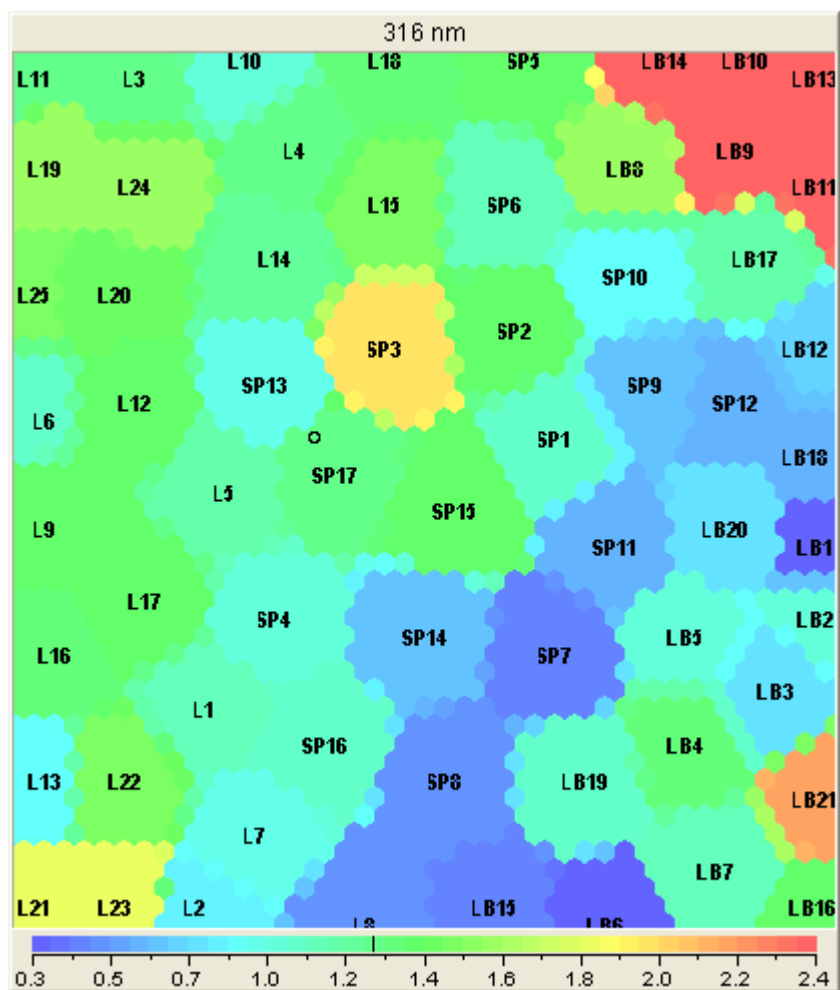 316 nm
L10 L18 SP5 LB14 LB10
L11 L3 LB13
L4 LB9
L19 L24 LB8 LB11
L15 SP6
L14 LB17
SP10
L25 L20
SP2
SP3 LB12
SP13 SP9
L12 SP12
L6 SP1
LB18
SP17
L5
SP15
L9 LB20
SP11 LB1
L17
SP4 LB2
SP14 LB5
L16 SP7
LB3
L1
SP16 LB4
L13 L22 SP8 LB19
LB21
L7
LB7
L21 L23 L2 LB15 LB16
LB6
0.3 0.5 0.7 1.0 1.2 1.4 1.6 1.8 2.0 2.2 2.4